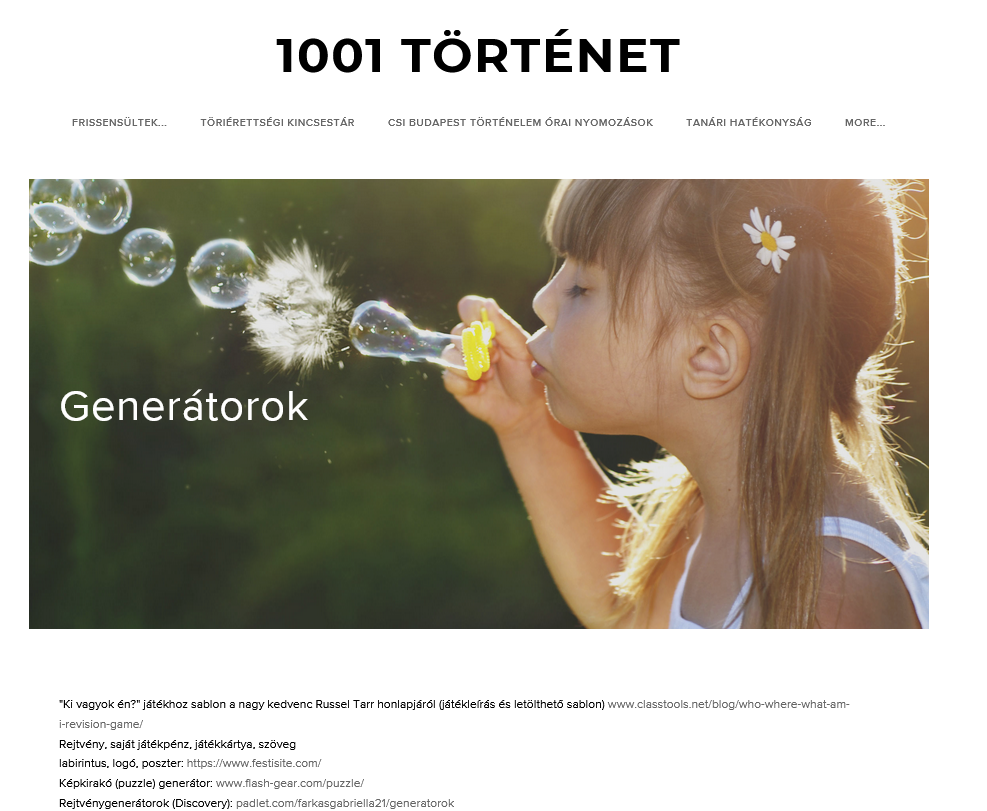 1001 TÖRTÉNET
FRISSENSÜLTEK... TÖRIÉRETTSÉGI KINCSESTÁR CSI BUDAPEST TÖRTÉNELEM ÓRAI NYOMOZÁSOK TANÁRI HATÉKONYSÁG MORE...
Generátorok
"Ki vagyok én?" játékhoz sablon a nagy kedvenc Russel Tarr honlapjáról (játékleírás és letölthető sablon) www.classtools.net/blog/who-where-what-am-
i-revision-game/
Rejtvény, saját játékpénz, játékkártya, szöveg
labirintus, logó, poszter: https://www.festisite.com/
Képkirakó (puzzle) generátor: www.flash-gear.com/puzzle/
Rejtvénygenerátorok (Discovery): padlet.com/farkasgabriella21/generatorok